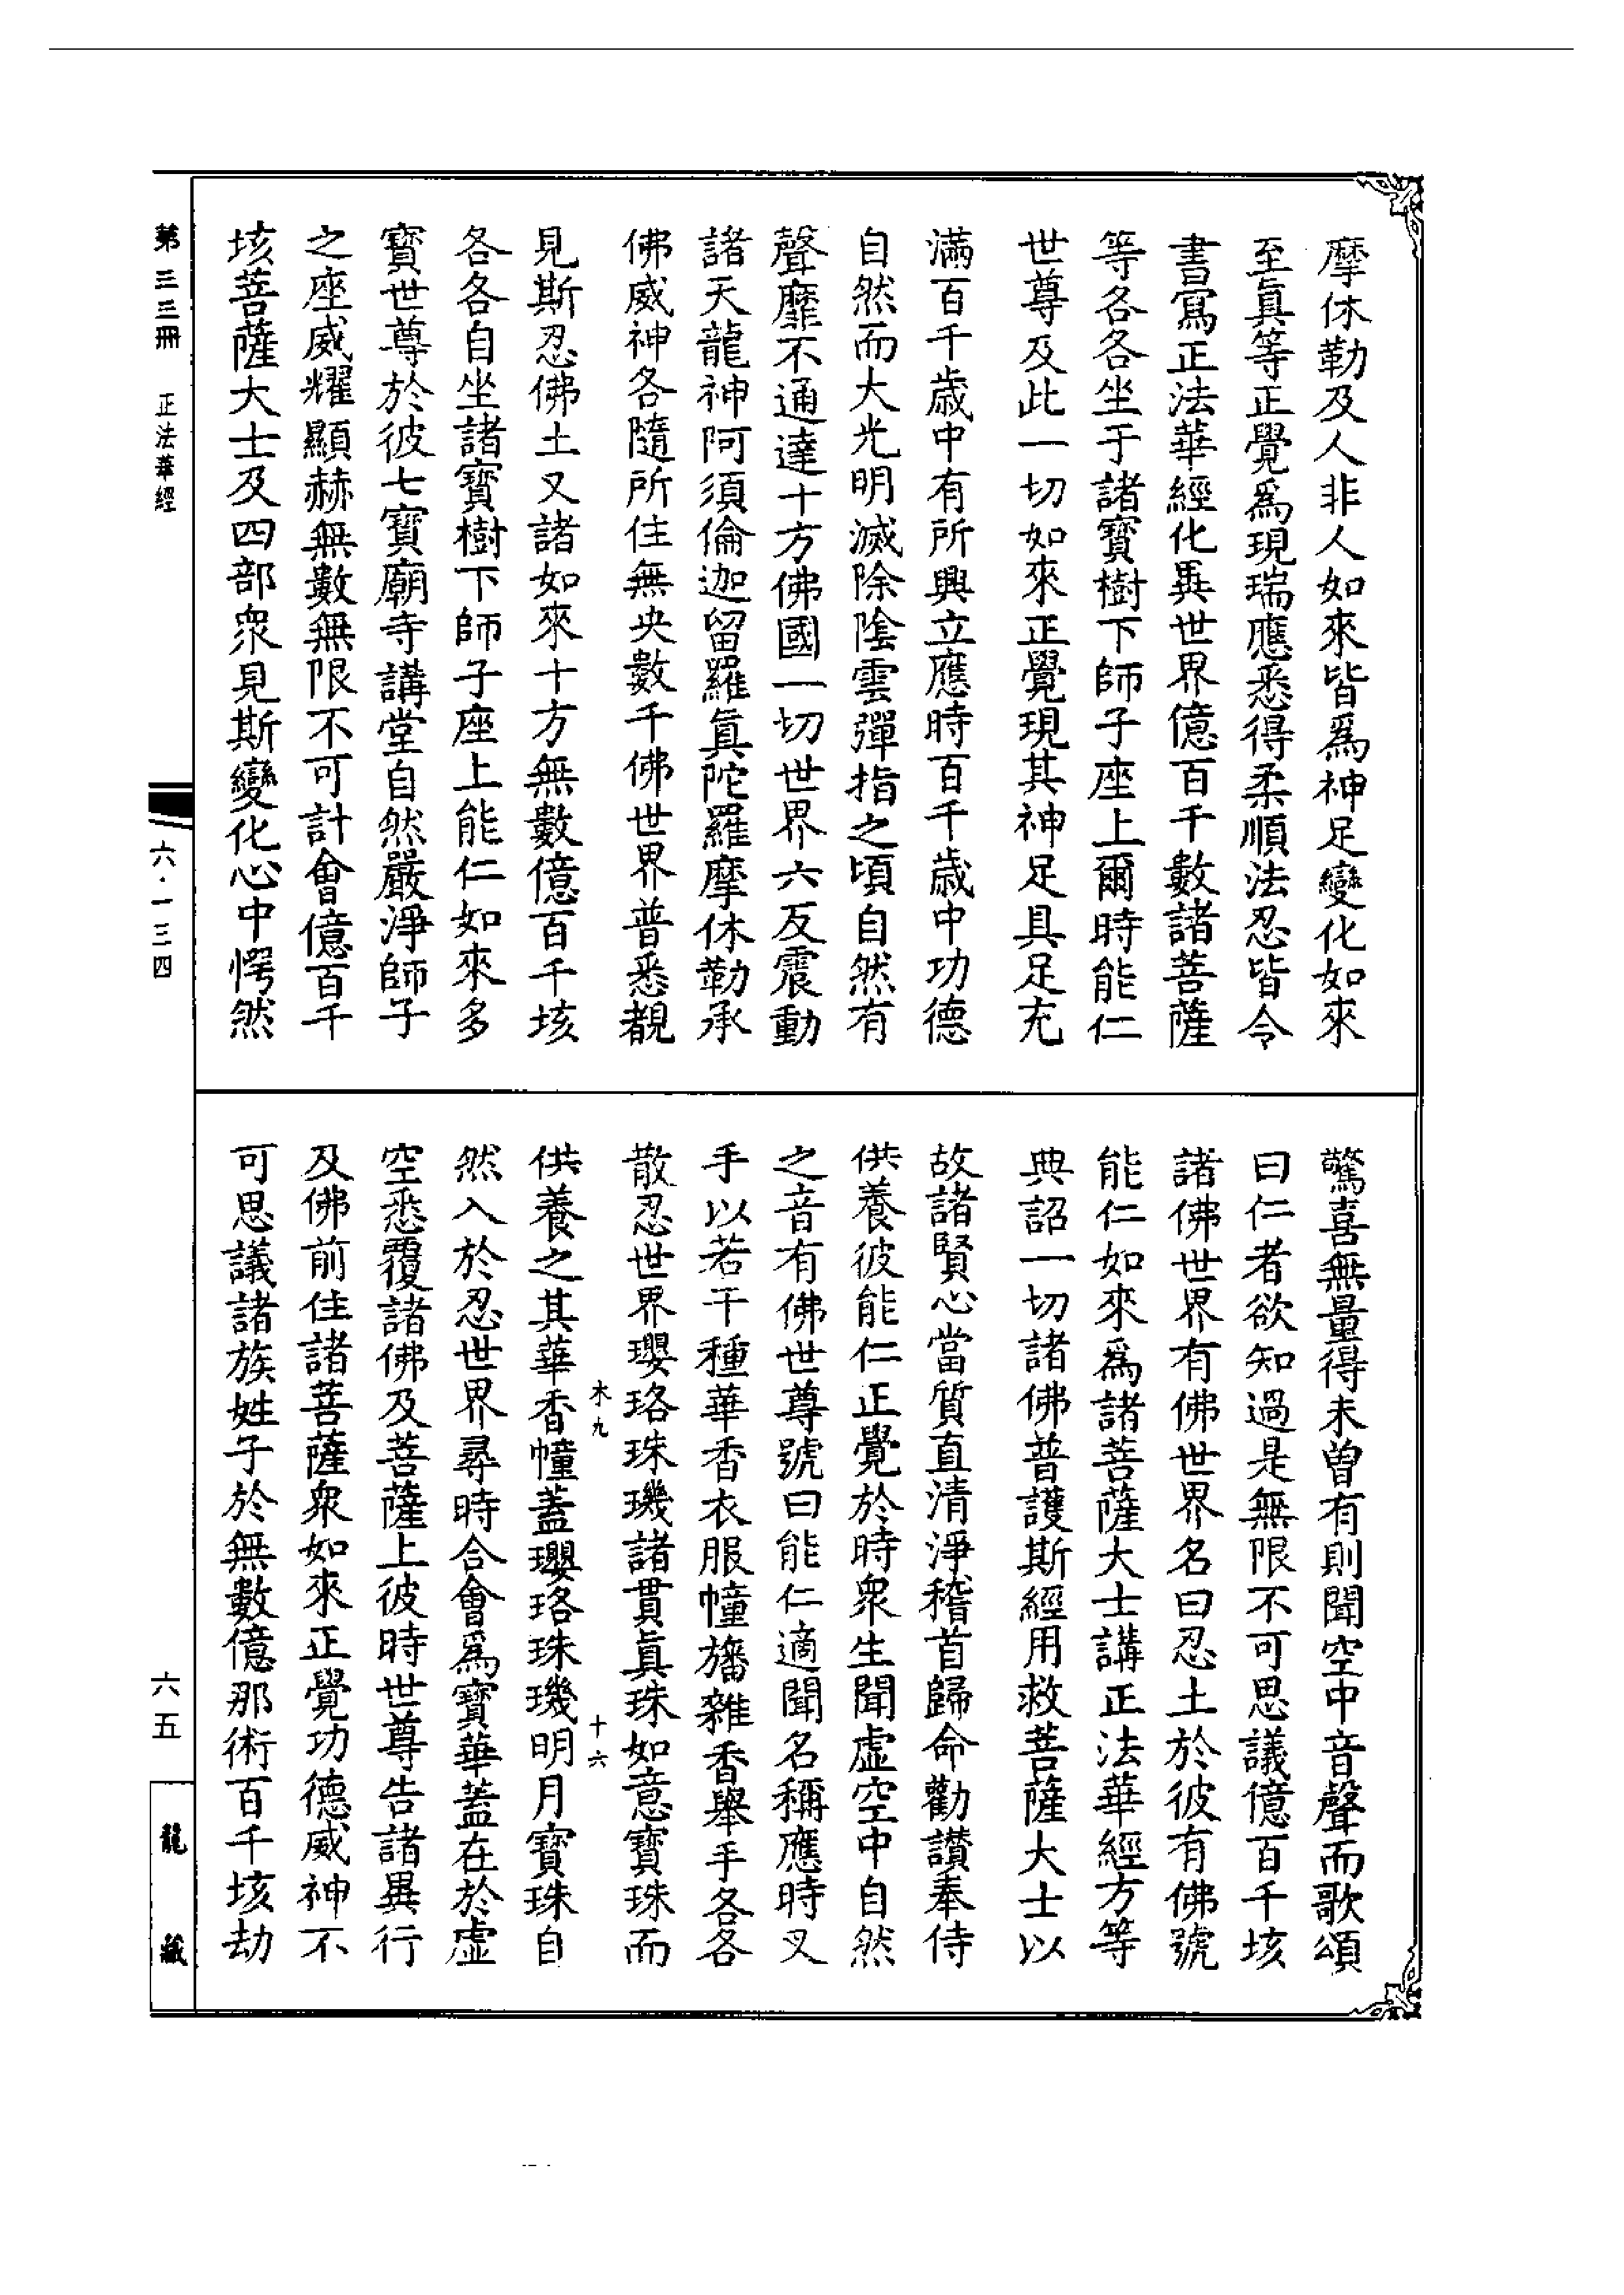 摩休勒及人非人如來皆爲神足變化如來
至眞等正覺爲現瑞應悉得柔順法忍皆令
書寫正法華經化異世界億百千數諸菩薩
等各各坐于諸寶樹下師子座上爾時能仁
世尊及此一切如來正覺現其神足具足充
滿百千歲中有所興立應時百千歲中功德
自然而大光明滅除陰雲彈指之頃自然有
聲靡不通達十方佛國一切世界六反震動
諸天龍神阿須倫迦留羅眞陀羅摩休勒承
佛威神各隨所住無央數千佛世界普悉覩
見斯忍佛土又諸如來十方無數億百千垓
各各自坐諸寶樹下師子座上能仁如來多
寶世尊於彼七寶廟寺講堂自然嚴淨師子
之座威耀顯赫無數無限不可計會億百千
垓菩薩大士及四部衆見斯變化心中愕然
驚喜無量得未曾有則聞空中音聲而歌頌
曰仁者欲知過是無限不可思議億百千垓
諸佛世界有佛世界名曰忍土於彼有佛號
能仁如來爲諸菩薩大士講正法華經方等
典詔一切諸佛普護斯經用救菩薩大士以
故諸賢心當質直清淨稽首歸命勸讃奉侍
供養彼能仁正覺於時衆生聞虛空中自然
之音有佛世尊號曰能仁適聞名稱應時叉
手以若干種華香衣服幢旛雜香舉手各各
散忍世界瓔珞珠璣諸貫眞珠如意寶珠而
木九
十六
供養之其華香幢蓋瓔珞珠璣明月寶珠自
然入於忍世界尋時合會爲寶華蓋在於虛
空悉覆諸佛及菩薩上彼時世尊告諸異行
及佛前住諸菩薩衆如來正覺功德威神不
可思議諸族姓子於無數億那術百千垓劫
第三三冊
正法華經
六·一三四
六五
龍藏